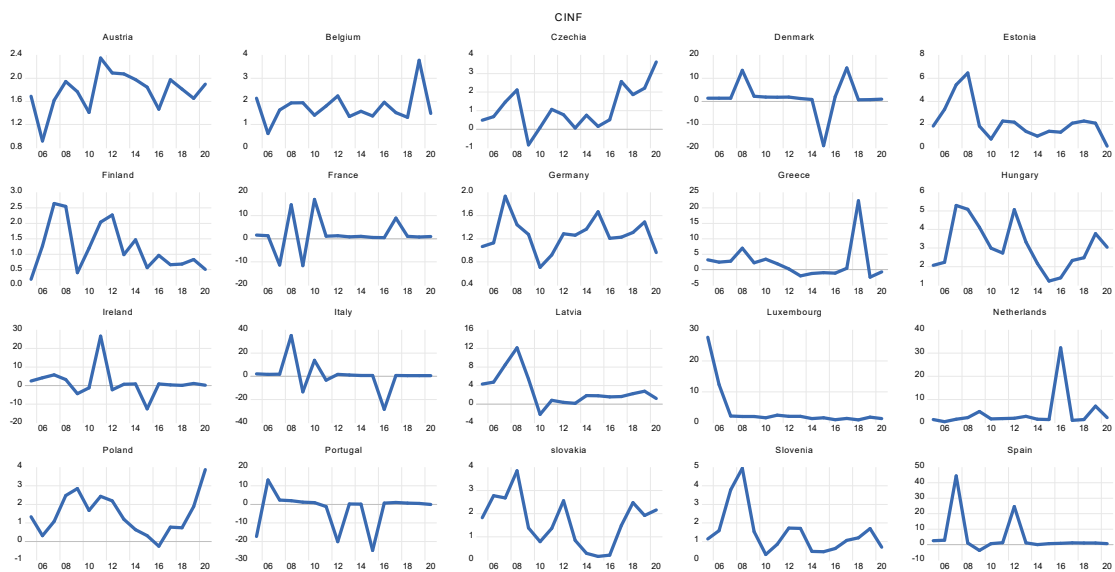 CINF
Austria Belgium Czechia Denmark Estonia
2.4 4 4 20 8
2.0 3 3 10 6
1.6 2 2 0 4
1.2 1 1 -10 2
0.8 0 0 -20 0
-1
06 08 10 12 14 16 18 20 06 08 10 12 14 16 18 20 06 08 10 12 14 16 18 20 06 08 10 12 14 16 18 20 06 08 10 12 14 16 18 20
Finland France Germany Greece Hungary
3.0 20 2.0 25 6
2.5 10 1.6 20 5
2.0 0 1.2 15 4
1.5 -10 0.8 10 3
1.0 -20 0.4 5 2
0.5 0 1
0.0 -5
06 08 10 12 14 16 18 20 06 08 10 12 14 16 18 20 06 08 10 12 14 16 18 20 06 08 10 12 14 16 18 20 06 08 10 12 14 16 18 20
Ireland Italy Latvia Luxembourg Netherlands
30 40 16 30 40
20 20 12 20 30
10 0 8 10 20
0 -20 4 0 10
-10 -40 0 0
-20 -4
06 08 10 12 14 16 18 20 06 08 10 12 14 16 18 20 06 08 10 12 14 16 18 20 06 08 10 12 14 16 18 20 06 08 10 12 14 16 18 20
Poland Portugal slovakia Slovenia Spain
4 20 4 5 50
3 10 3 4 40
2 0 2 3 30
1 -10 1 2 20
0 -20 0 1 10
-1 -30 0 0
-10
06 08 10 12 14 16 18 20 06 08 10 12 14 16 18 20 06 08 10 12 14 16 18 20 06 08 10 12 14 16 18 20 06 08 10 12 14 16 18 20